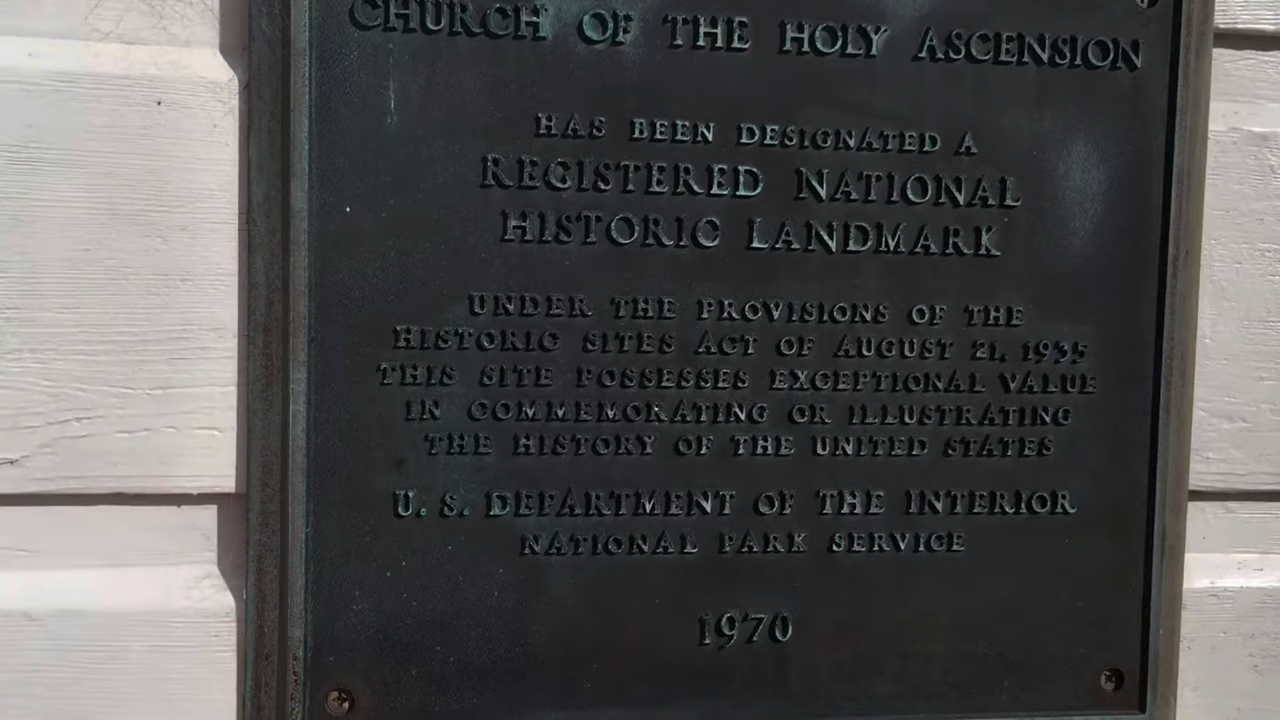 CHURCH OF THE HOLY ASCENSION
HAS BEEN DESIGNATED A
REGISTERED NATIONAL
HISTORIC LANDMARK
UNDER THE PROVISIONS OF THE
HISTORIC SITES ACT OF AUGUST 21, 1935
THIS SITE POSSESSES EXCEPTIONAL VALUE
IN COMMEMORATING OR ILLUSTRATING
THE HISTORY OF THE UNITED STATES
U. S. DEPARTMENT OF THE INTERIOR
NATIONAL PARK SERVICE
1970